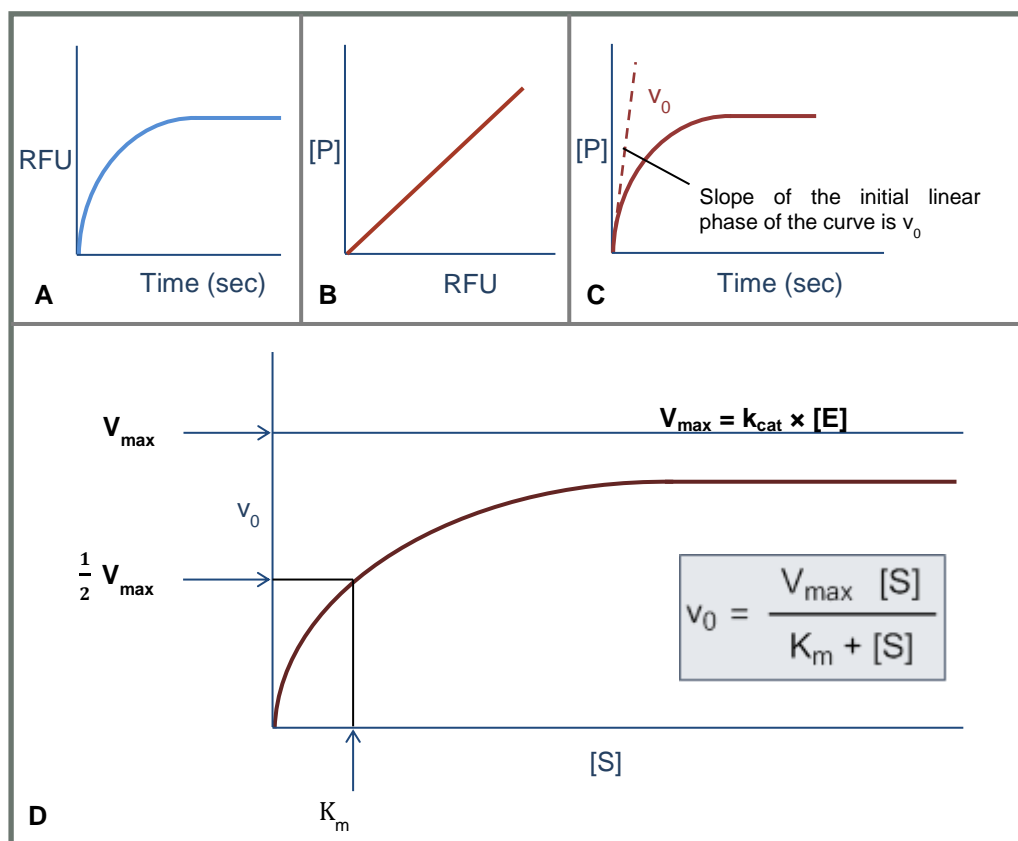 RFU
Time (sec)
A
[P]
RFU
B
[P]
v₀
Slope of the initial linear
phase of the curve is v₀
Time (sec)
C
Vmax
Vmax = kcat × [E]
v₀
1/2 Vmax
v₀ = Vmax [S] / Km + [S]
[S]
Km
D